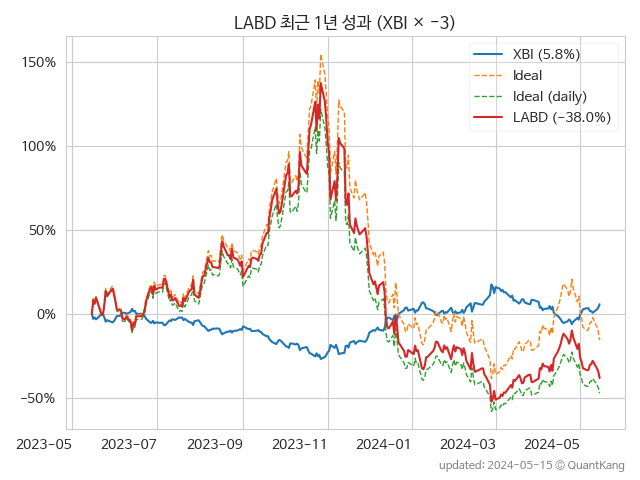 LABD 최근 1년 성과 (XBI × −3)
XBI (5.8%)
Ideal
Ideal (daily)
LABD (−38.0%)
150%
100%
50%
0%
−50%
2023-05 2023-07 2023-09 2023-11 2024-01 2024-03 2024-05
updated: 2024-05-15 © QuantKang